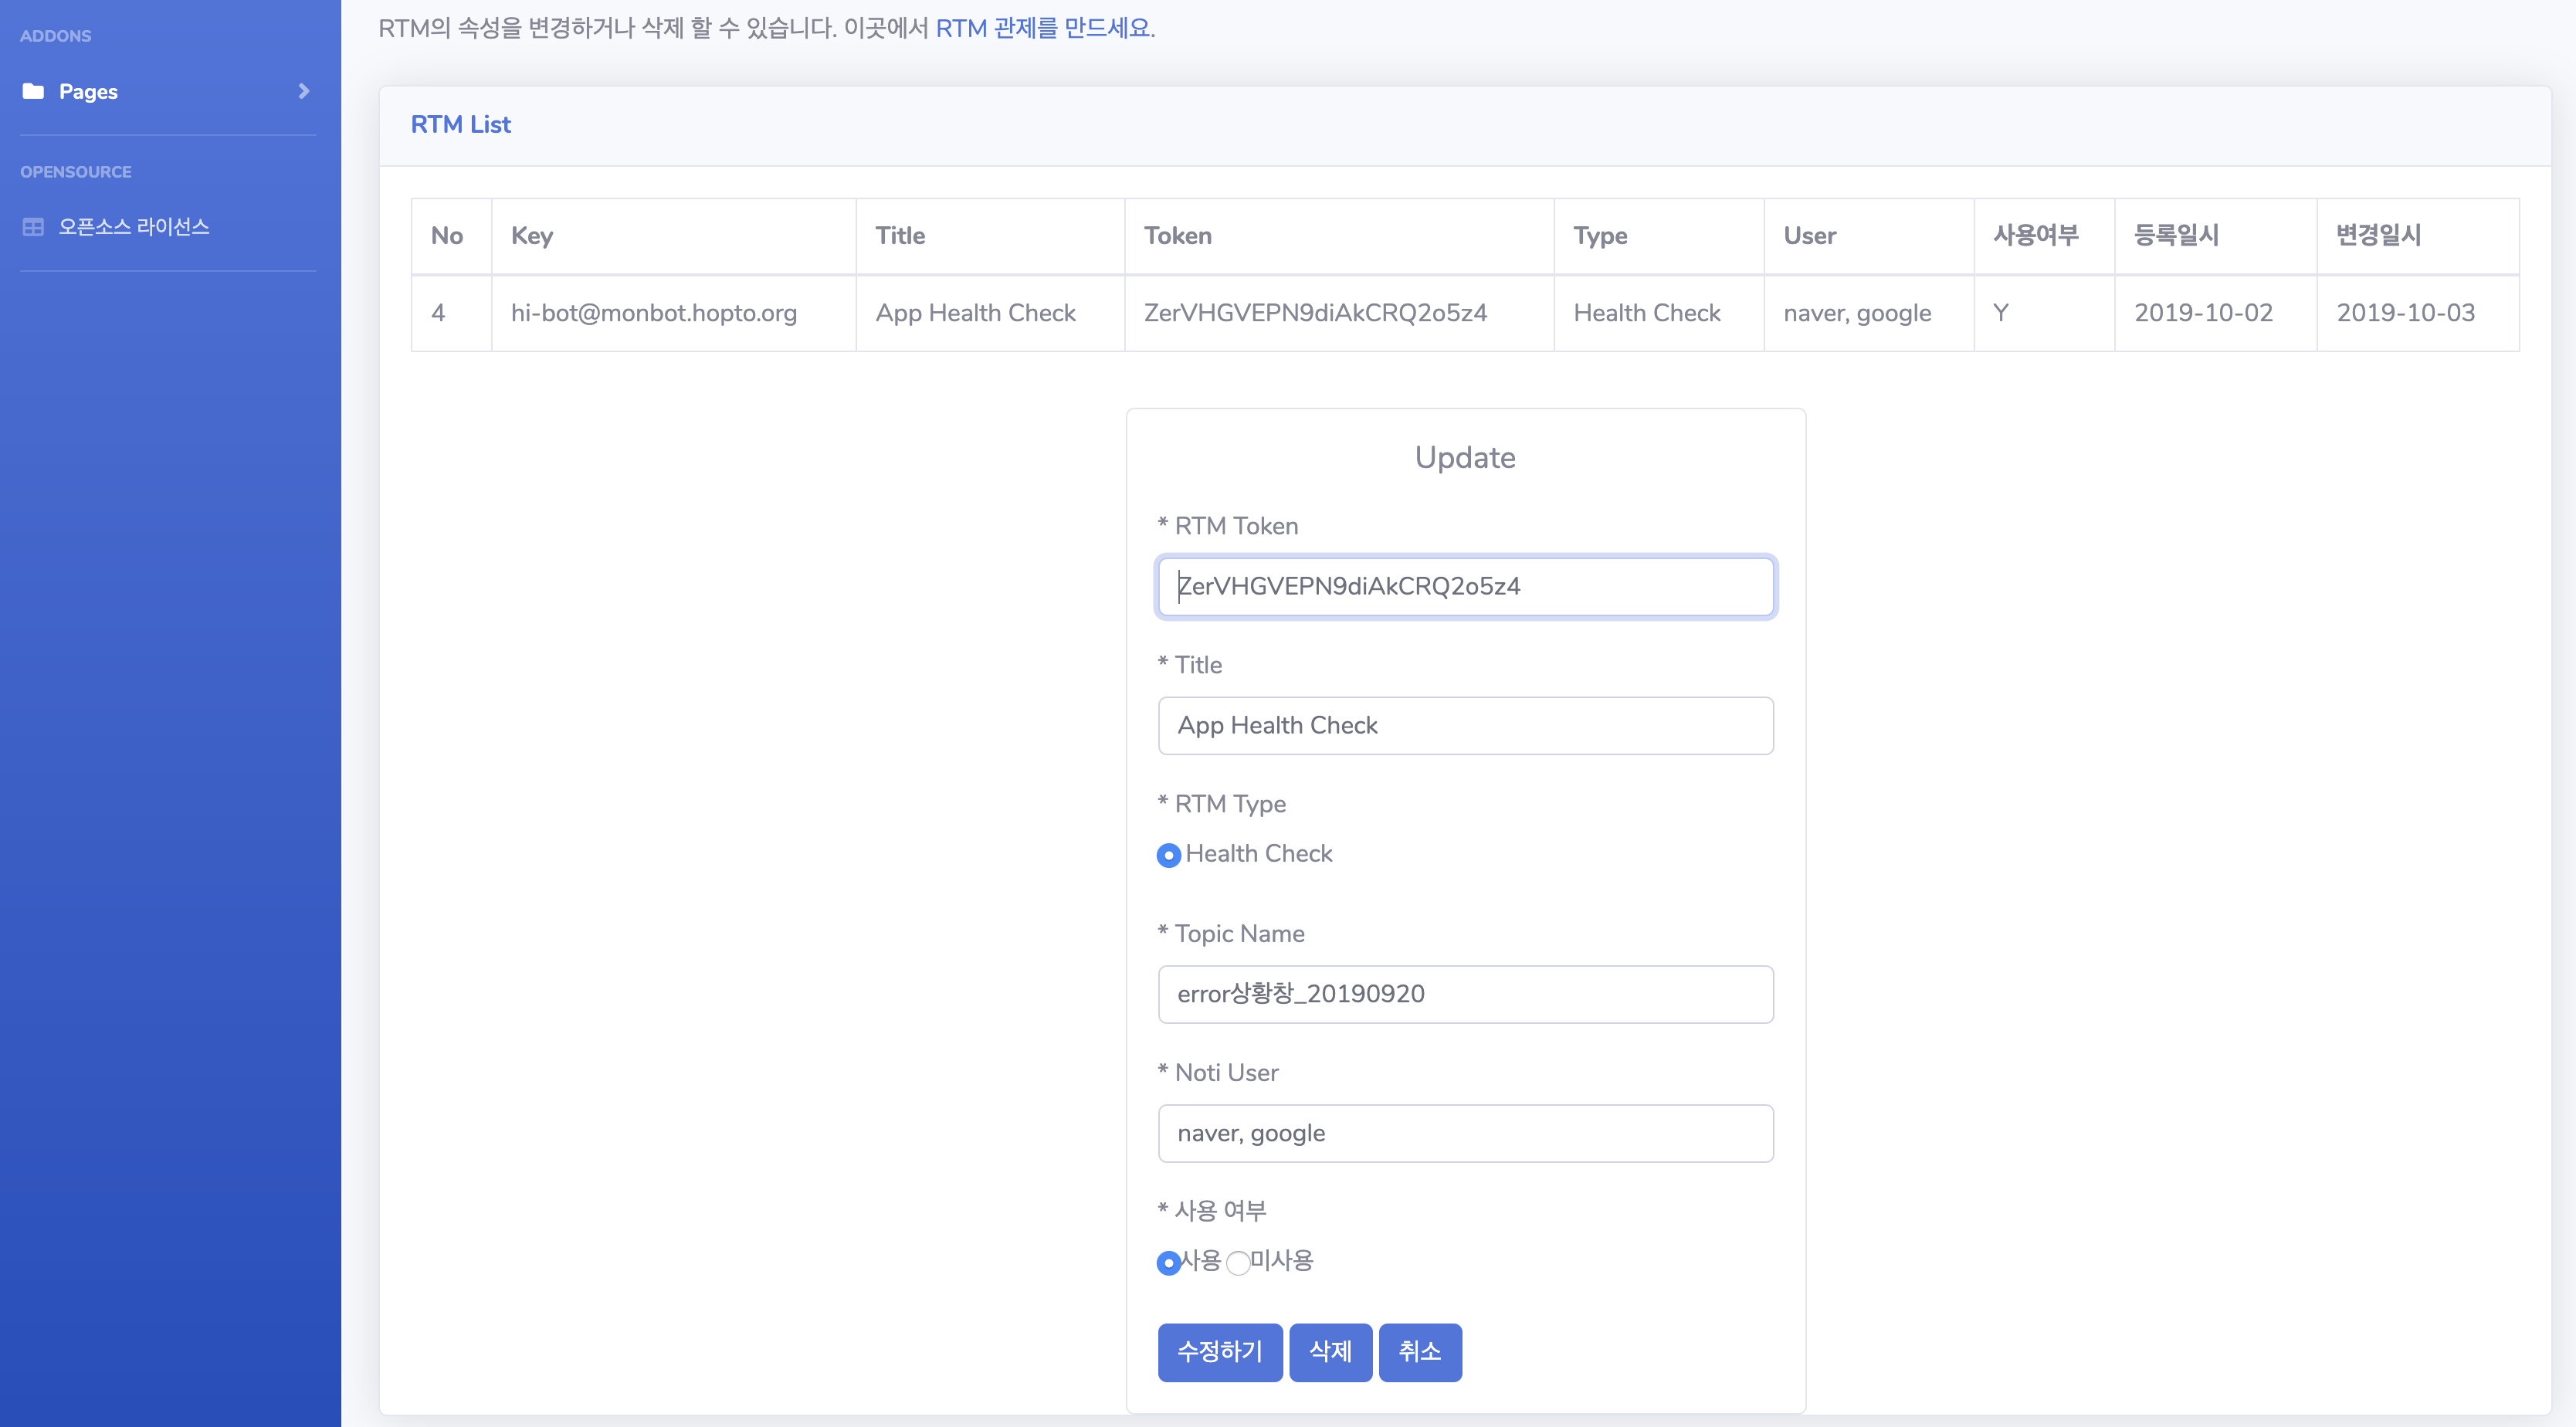 ADDONS
Pages
OPENSOURCE
오픈소스 라이선스
RTM의 속성을 변경하거나 삭제 할 수 있습니다. 이곳에서 RTM 관제를 만드세요.
RTM List
No Key Title Token Type User 사용여부 등록일시 변경일시
4 hi-bot@monbot.hopto.org App Health Check ZerVHGVEPN9diAkCRQ2o5z4 Health Check naver, google Y 2019-10-02 2019-10-03
Update
* RTM Token
ZerVHGVEPN9diAkCRQ2o5z4
* Title
App Health Check
* RTM Type
Health Check
* Topic Name
error상황창_20190920
* Noti User
naver, google
* 사용 여부
사용 미사용
수정하기 삭제 취소